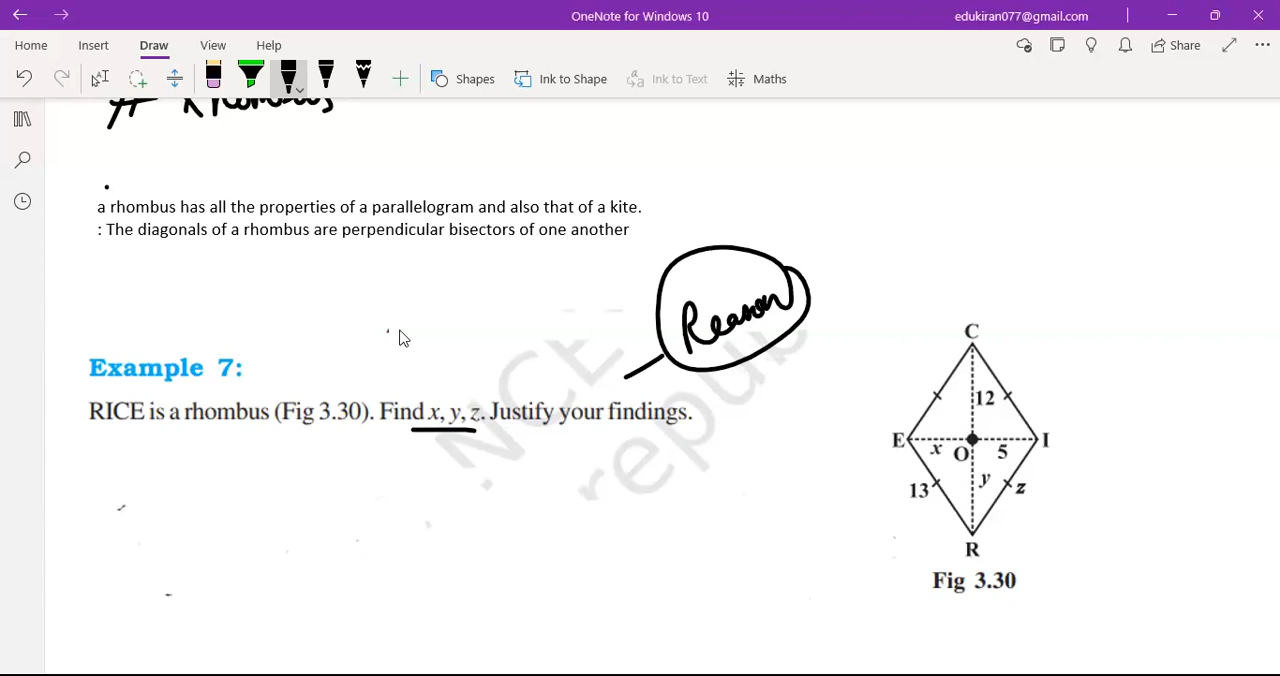 OneNote for Windows 10
edukiran077@gmail.com
Home Insert Draw View Help
Share
Shapes Ink to Shape Ink to Text Maths
# Rhombus
a rhombus has all the properties of a parallelogram and also that of a kite.
: The diagonals of a rhombus are perpendicular bisectors of one another
Reason
Example 7:
RICE is a rhombus (Fig 3.30). Find x, y, z. Justify your findings.
C
12
E
I
x
O
5
y
13
z
R
Fig 3.30